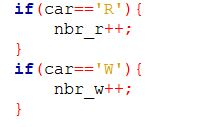 if(car=='R'){
nbr_r++;
}
if(car=='W'){
nbr_w++;
}